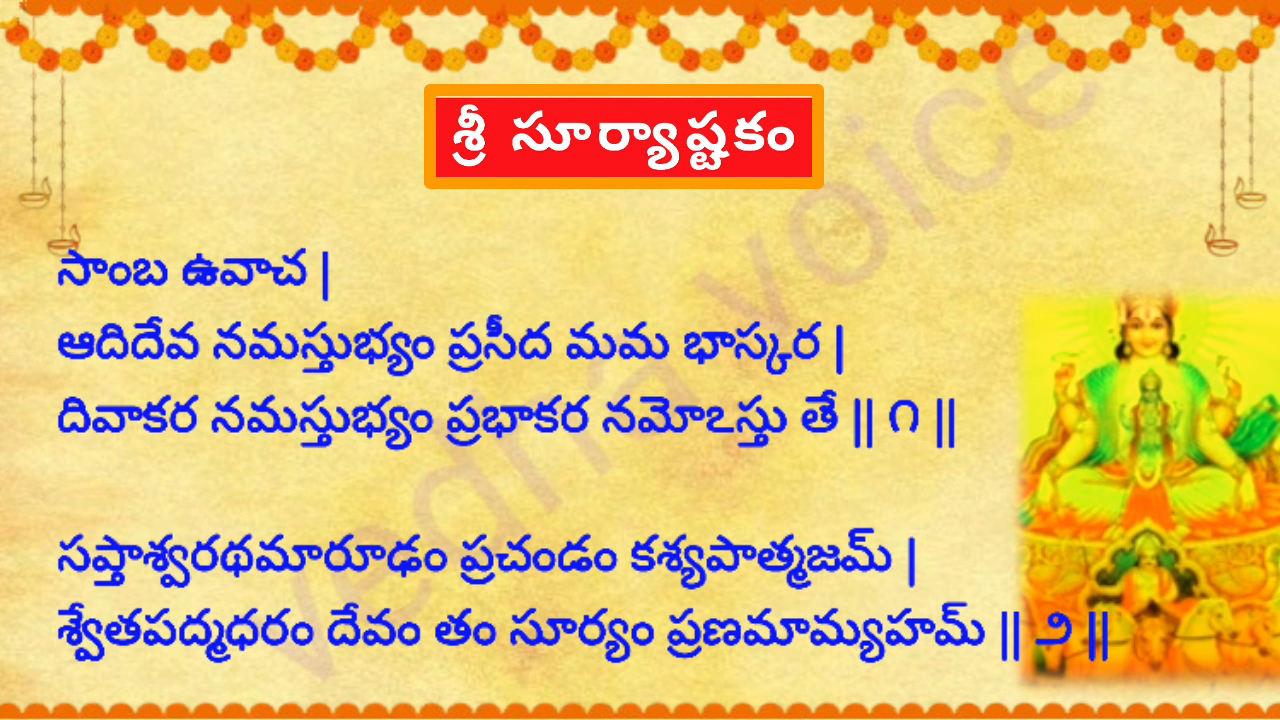 శ్రీ సూర్యాష్టకం
సాంబ ఉవాచ |
ఆదిదేవ నమస్తుభ్యం ప్రసీద మమ భాస్కర |
దివాకర నమస్తుభ్యం ప్రభాకర నమోఽస్తు తే || ౧ ||
సప్తాశ్వరథమారూఢం ప్రచండం కశ్యపాత్మజమ్ |
శ్వేతపద్మధరం దేవం తం సూర్యం ప్రణమామ్యహమ్ || ౨ ||